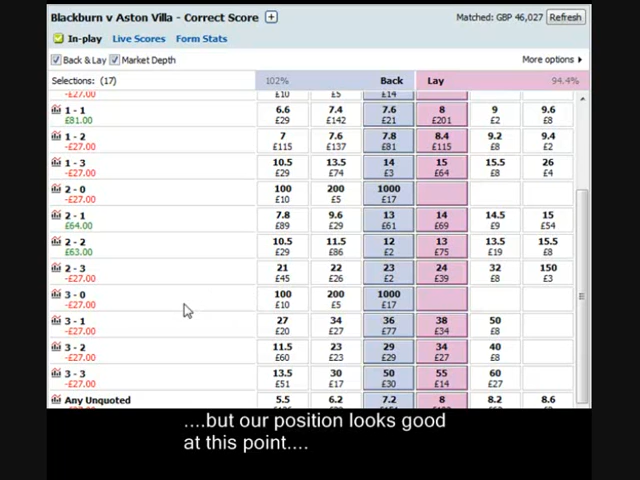 Blackburn v Aston Villa - Correct Score + Matched: GBP 46,027 Refresh
In-play Live Scores Form Stats
Back & Lay Market Depth More options
Selections: (17) 102% Back Lay 94.4%
-£27.00 £10 £5 £14
1 - 1 6.6 7.4 7.6 8 9 9.6
£81.00 £29 £142 £21 £201 £2 £8
1 - 2 7 7.6 7.8 8.4 9.2 9.4
-£27.00 £115 £137 £81 £115 £8 £2
1 - 3 10.5 13.5 14 15 15.5 26
-£27.00 £29 £74 £3 £64 £8 £4
2 - 0 100 200 1000
-£27.00 £10 £5 £17
2 - 1 7.8 9.6 13 14 14.5 15
£64.00 £89 £29 £61 £69 £9 £54
2 - 2 10.5 11.5 12 13 13.5 15.5
£63.00 £29 £86 £2 £75 £19 £8
2 - 3 21 22 23 24 32 150
-£27.00 £45 £26 £2 £39 £8 £3
3 - 0 100 200 1000
-£27.00 £10 £5 £17
3 - 1 27 34 36 38 50
-£27.00 £20 £27 £77 £34 £8
3 - 2 11.5 23 29 34 40
-£27.00 £60 £23 £29 £27 £8
3 - 3 13.5 30 50 55 60
-£27.00 £51 £17 £30 £14 £27
Any Unquoted 5.5 6.2 7.2 8 8.2 8.6
....but our position looks good
at this point....